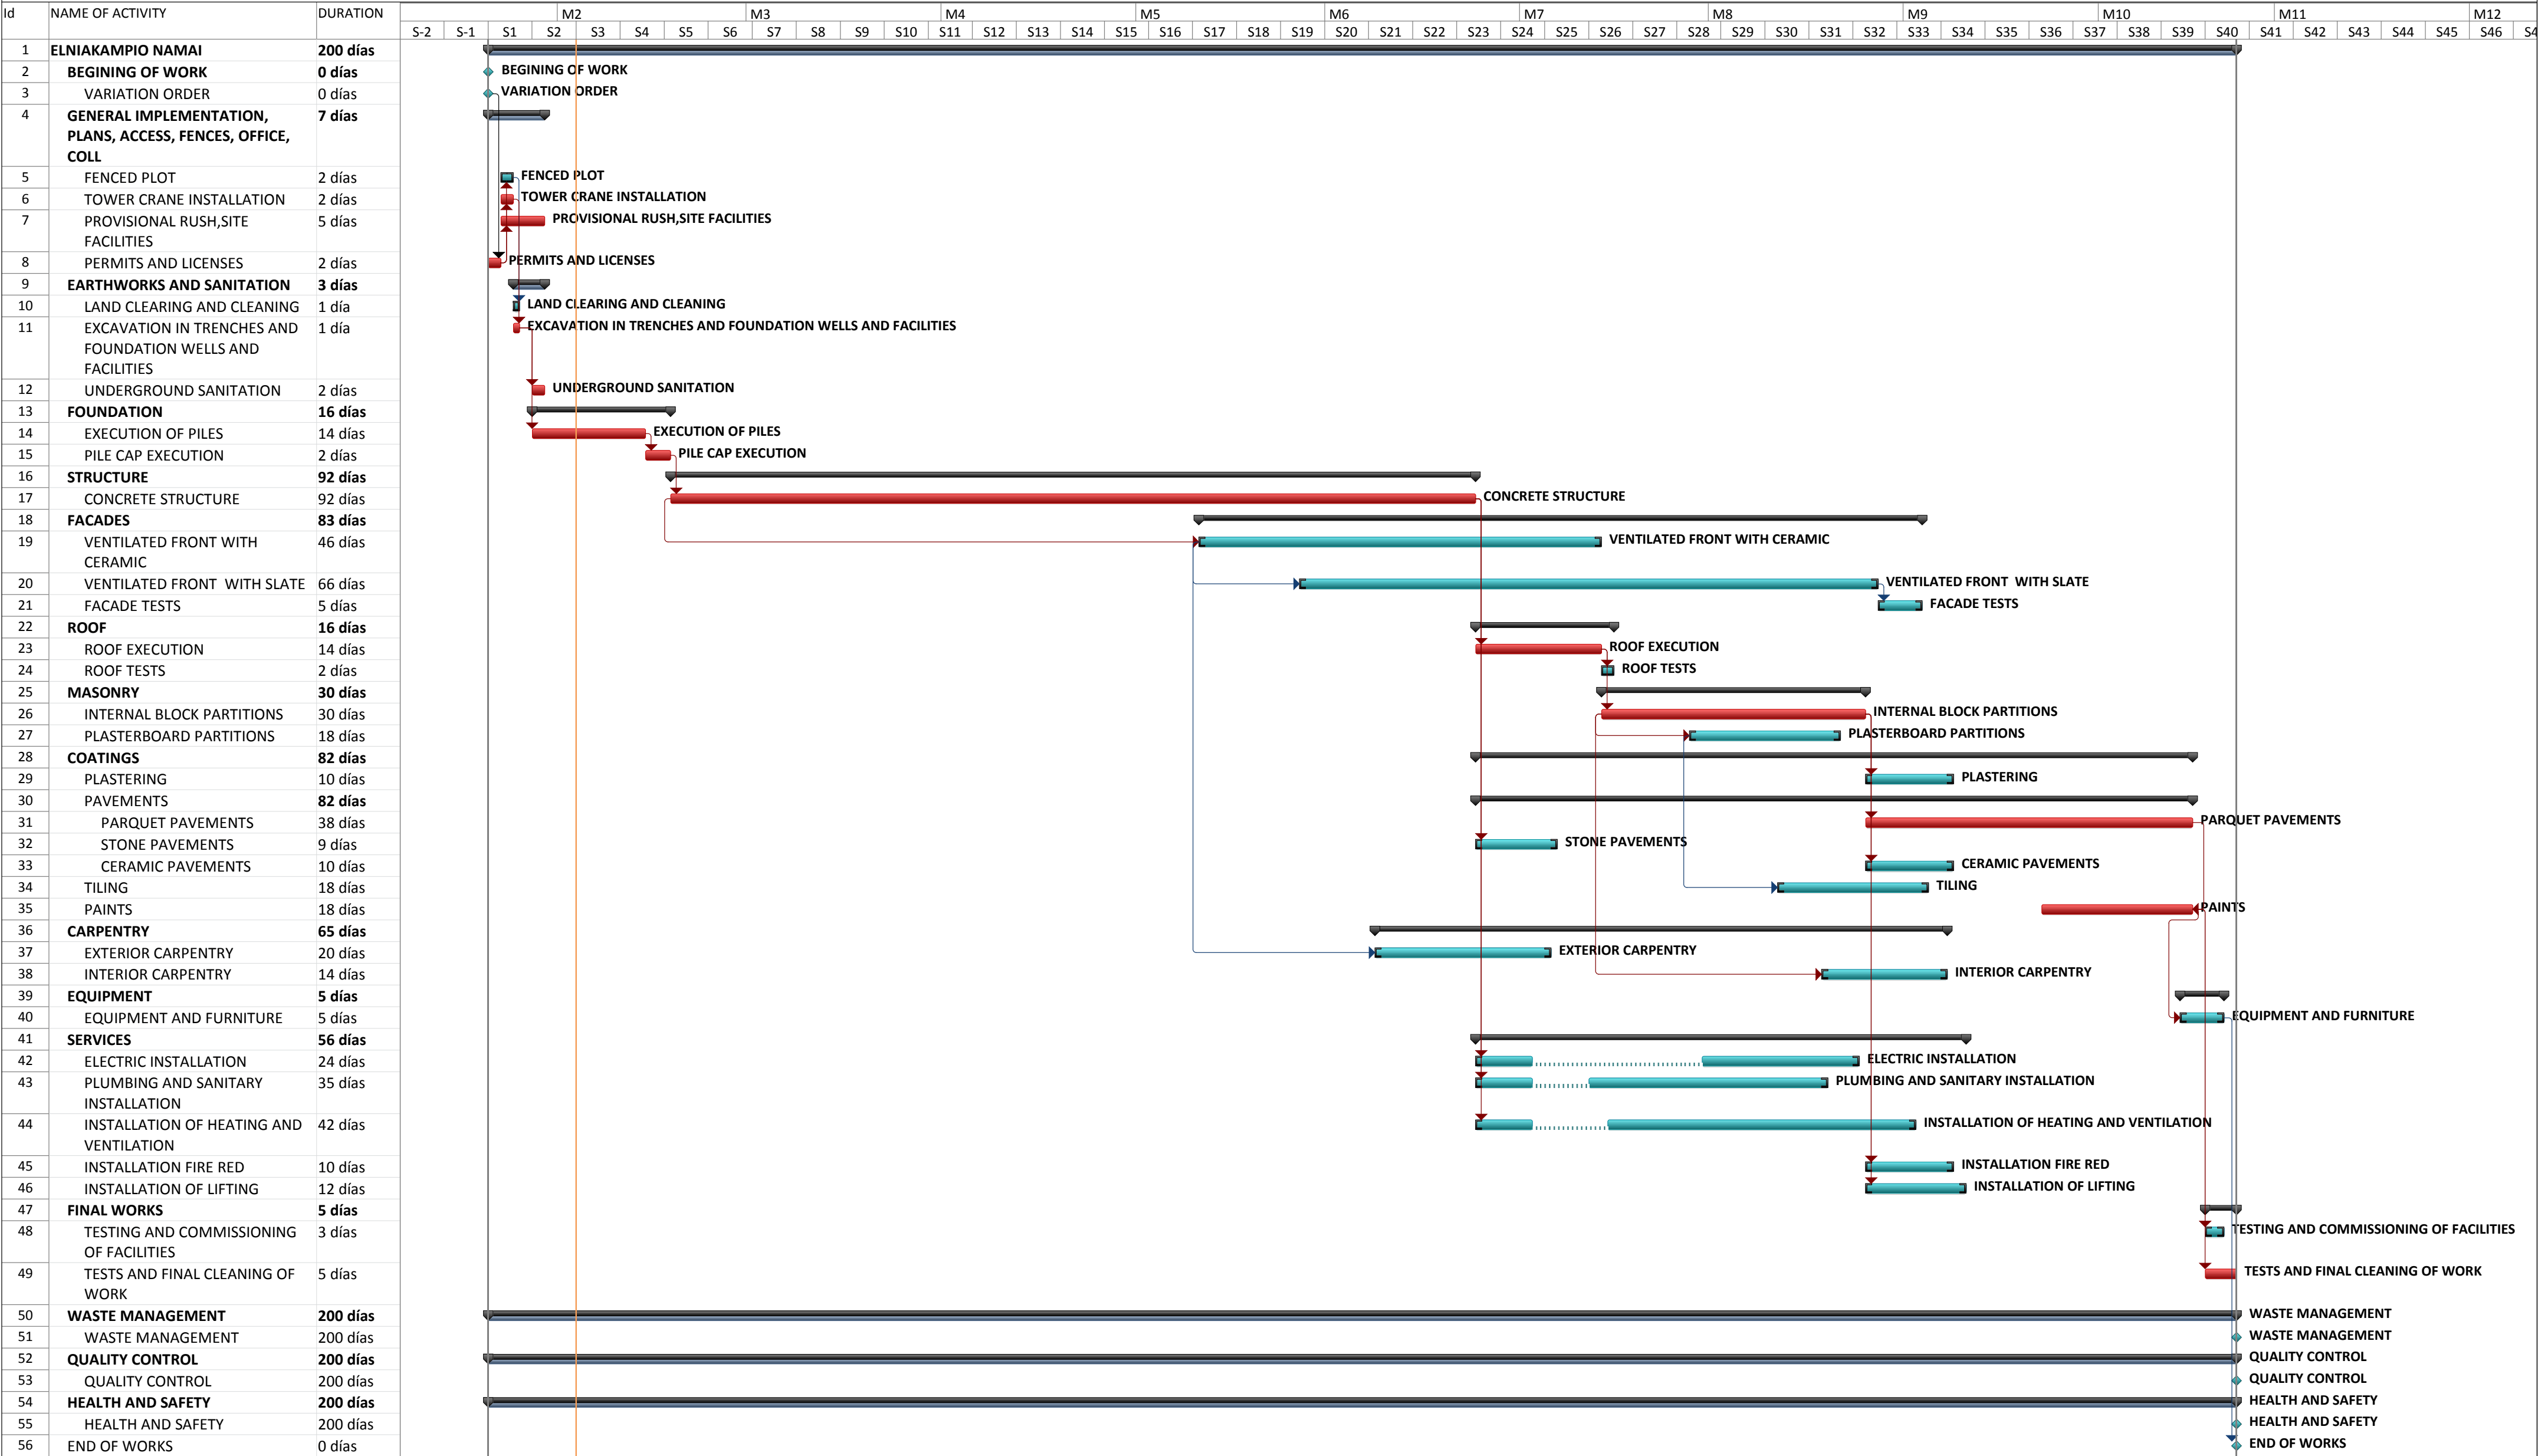 Id NAME OF ACTIVITY DURATION M2 M3 M4 M5 M6 M7 M8 M9 M10 M11 M12
S-2 S-1 S1 S2 S3 S4 S5 S6 S7 S8 S9 S10 S11 S12 S13 S14 S15 S16 S17 S18 S19 S20 S21 S22 S23 S24 S25 S26 S27 S28 S29 S30 S31 S32 S33 S34 S35 S36 S37 S38 S39 S40 S41 S42 S43 S44 S45 S46 S4
1 ELNIAKAMPIO NAMAI 200 días
2 BEGINING OF WORK 0 días BEGINING OF WORK
3 VARIATION ORDER 0 días VARIATION ORDER
4 GENERAL IMPLEMENTATION, 7 días
PLANS, ACCESS, FENCES, OFFICE,
COLL
5 FENCED PLOT 2 días FENCED PLOT
6 TOWER CRANE INSTALLATION 2 días TOWER CRANE INSTALLATION
7 PROVISIONAL RUSH,SITE 5 días PROVISIONAL RUSH,SITE FACILITIES
FACILITIES
8 PERMITS AND LICENSES 2 días PERMITS AND LICENSES
9 EARTHWORKS AND SANITATION 3 días
10 LAND CLEARING AND CLEANING 1 día LAND CLEARING AND CLEANING
11 EXCAVATION IN TRENCHES AND 1 día EXCAVATION IN TRENCHES AND FOUNDATION WELLS AND FACILITIES
FOUNDATION WELLS AND
FACILITIES
12 UNDERGROUND SANITATION 2 días UNDERGROUND SANITATION
13 FOUNDATION 16 días
14 EXECUTION OF PILES 14 días EXECUTION OF PILES
15 PILE CAP EXECUTION 2 días PILE CAP EXECUTION
16 STRUCTURE 92 días
17 CONCRETE STRUCTURE 92 días CONCRETE STRUCTURE
18 FACADES 83 días
19 VENTILATED FRONT WITH 46 días VENTILATED FRONT WITH CERAMIC
CERAMIC
20 VENTILATED FRONT WITH SLATE 66 días VENTILATED FRONT WITH SLATE
21 FACADE TESTS 5 días FACADE TESTS
22 ROOF 16 días
23 ROOF EXECUTION 14 días ROOF EXECUTION
24 ROOF TESTS 2 días ROOF TESTS
25 MASONRY 30 días
26 INTERNAL BLOCK PARTITIONS 30 días INTERNAL BLOCK PARTITIONS
27 PLASTERBOARD PARTITIONS 18 días PLASTERBOARD PARTITIONS
28 COATINGS 82 días
29 PLASTERING 10 días PLASTERING
30 PAVEMENTS 82 días
31 PARQUET PAVEMENTS 38 días PARQUET PAVEMENTS
32 STONE PAVEMENTS 9 días STONE PAVEMENTS
33 CERAMIC PAVEMENTS 10 días CERAMIC PAVEMENTS
34 TILING 18 días TILING
35 PAINTS 18 días PAINTS
36 CARPENTRY 65 días
37 EXTERIOR CARPENTRY 20 días EXTERIOR CARPENTRY
38 INTERIOR CARPENTRY 14 días INTERIOR CARPENTRY
39 EQUIPMENT 5 días
40 EQUIPMENT AND FURNITURE 5 días EQUIPMENT AND FURNITURE
41 SERVICES 56 días
42 ELECTRIC INSTALLATION 24 días ELECTRIC INSTALLATION
43 PLUMBING AND SANITARY 35 días PLUMBING AND SANITARY INSTALLATION
INSTALLATION
44 INSTALLATION OF HEATING AND 42 días INSTALLATION OF HEATING AND VENTILATION
VENTILATION
45 INSTALLATION FIRE RED 10 días INSTALLATION FIRE RED
46 INSTALLATION OF LIFTING 12 días INSTALLATION OF LIFTING
47 FINAL WORKS 5 días
48 TESTING AND COMMISSIONING 3 días TESTING AND COMMISSIONING OF FACILITIES
OF FACILITIES
49 TESTS AND FINAL CLEANING OF 5 días TESTS AND FINAL CLEANING OF WORK
WORK
50 WASTE MANAGEMENT 200 días WASTE MANAGEMENT
51 WASTE MANAGEMENT 200 días WASTE MANAGEMENT
52 QUALITY CONTROL 200 días QUALITY CONTROL
53 QUALITY CONTROL 200 días QUALITY CONTROL
54 HEALTH AND SAFETY 200 días HEALTH AND SAFETY
55 HEALTH AND SAFETY 200 días HEALTH AND SAFETY
56 END OF WORKS 0 días END OF WORKS